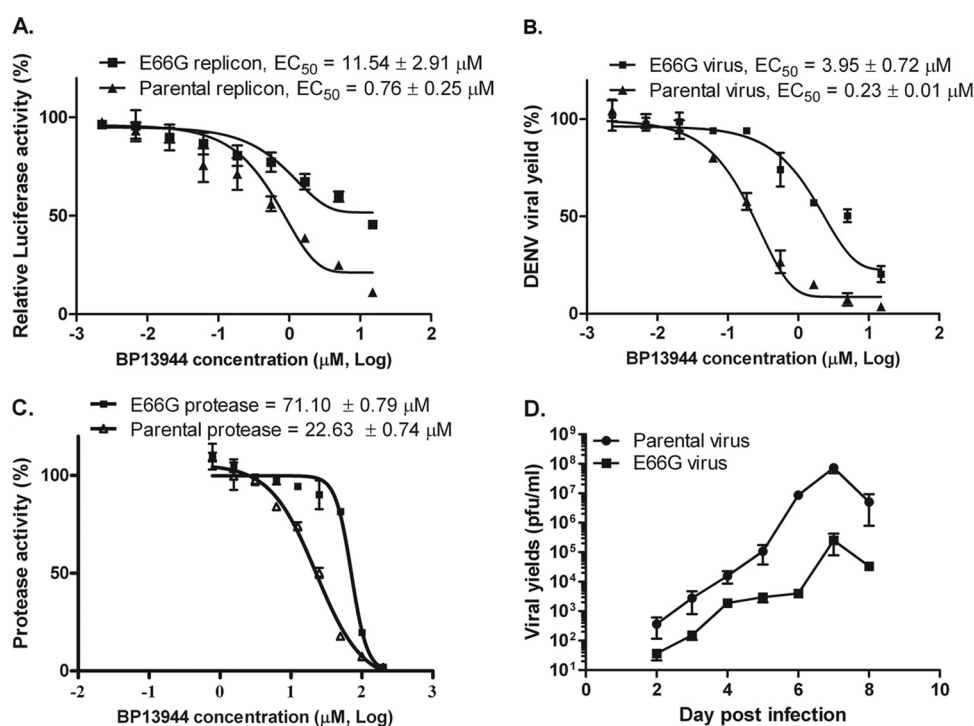 A.
E66G replicon, EC50 = 11.54 ± 2.91 μM
Parental replicon, EC50 = 0.76 ± 0.25 μM
Relative Luciferase activity (%)
100
50
0
-3 -2 -1 0 1 2
BP13944 concentration (μM, Log)
B.
E66G virus, EC50 = 3.95 ± 0.72 μM
Parental virus, EC50 = 0.23 ± 0.01 μM
DENV viral yeild (%)
100
50
0
-3 -2 -1 0 1 2
BP13944 concentration (μM, Log)
C.
E66G protease = 71.10 ± 0.79 μM
Parental protease = 22.63 ± 0.74 μM
Protease activity (%)
100
50
0
-2 -1 0 1 2 3
BP13944 concentration (μM, Log)
D.
Parental virus
E66G virus
Viral yields (pfu/ml)
10^9
10^8
10^7
10^6
10^5
10^4
10^3
10^2
10^1
0 2 4 6 8 10
Day post infection